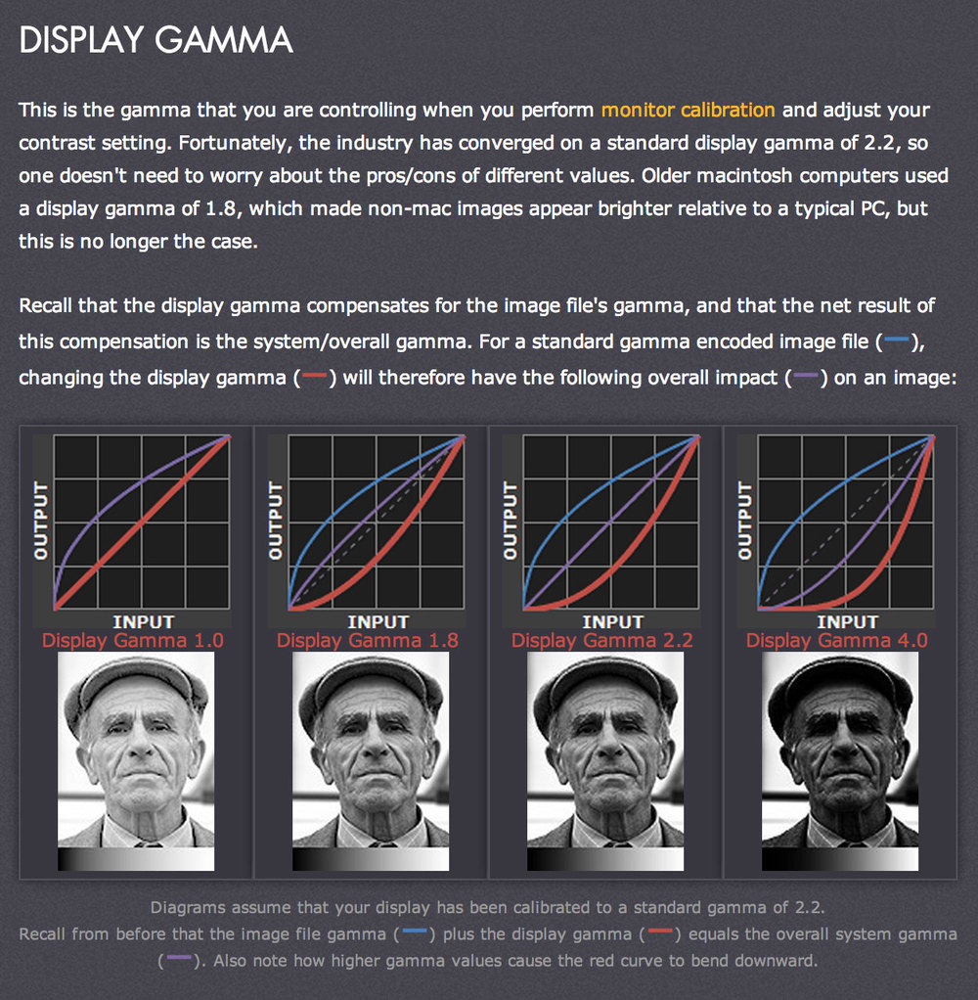 DISPLAY GAMMA
This is the gamma that you are controlling when you perform monitor calibration and adjust your
contrast setting. Fortunately, the industry has converged on a standard display gamma of 2.2, so
one doesn't need to worry about the pros/cons of different values. Older macintosh computers used
a display gamma of 1.8, which made non-mac images appear brighter relative to a typical PC, but
this is no longer the case.
Recall that the display gamma compensates for the image file's gamma, and that the net result of
this compensation is the system/overall gamma. For a standard gamma encoded image file (—),
changing the display gamma (—) will therefore have the following overall impact (—) on an image:
OUTPUT
INPUT
Display Gamma 1.0
OUTPUT
INPUT
Display Gamma 1.8
OUTPUT
INPUT
Display Gamma 2.2
OUTPUT
INPUT
Display Gamma 4.0
Diagrams assume that your display has been calibrated to a standard gamma of 2.2.
Recall from before that the image file gamma (—) plus the display gamma (—) equals the overall system gamma
(—). Also note how higher gamma values cause the red curve to bend downward.